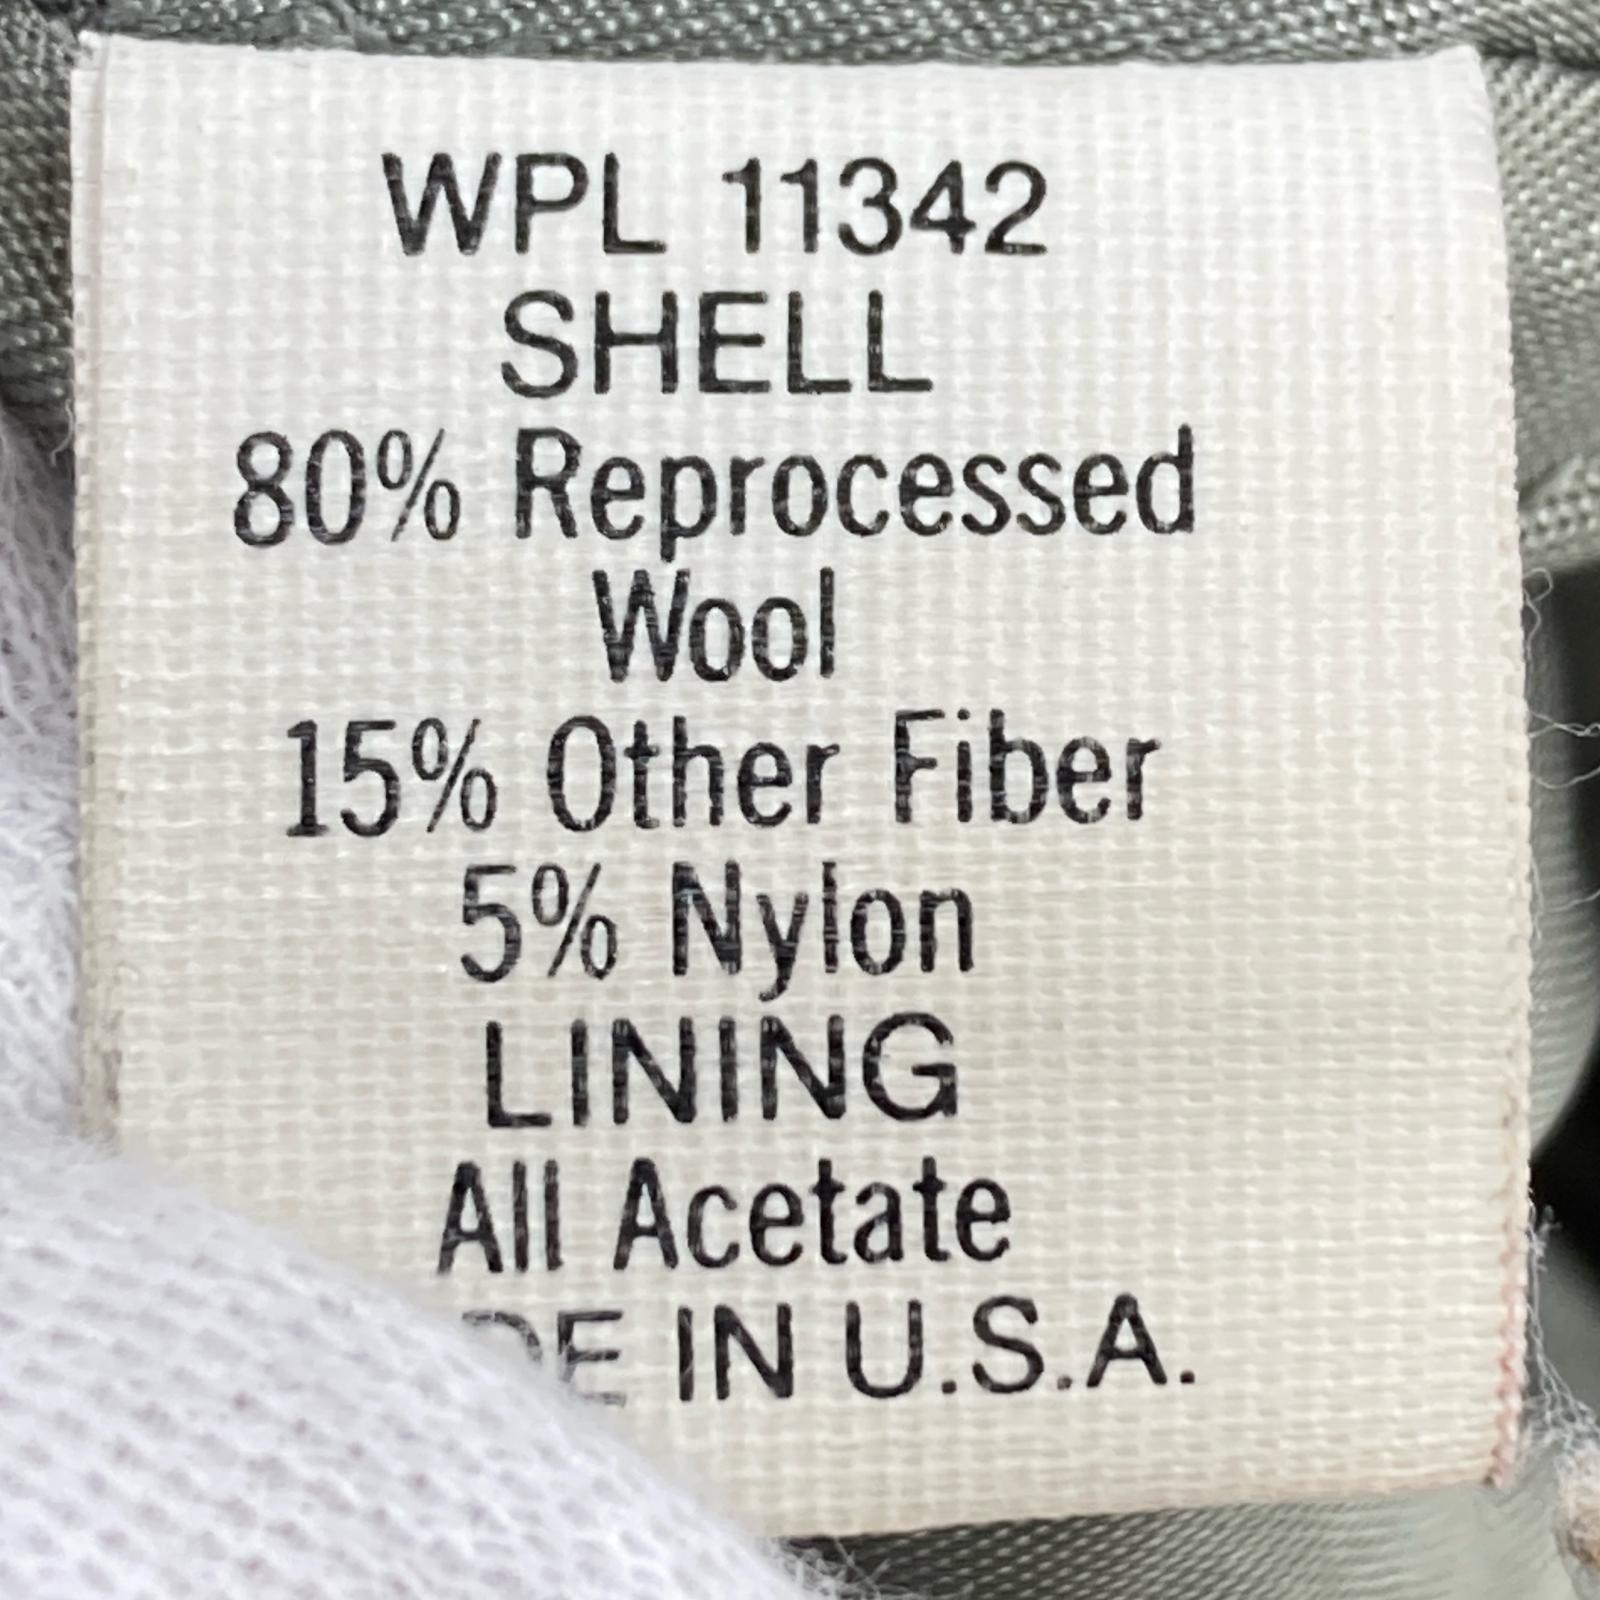 WPL 11342
SHELL
80% Reprocessed
Wool
15% Other Fiber
5% Nylon
LINING
All Acetate
IN U.S.A.